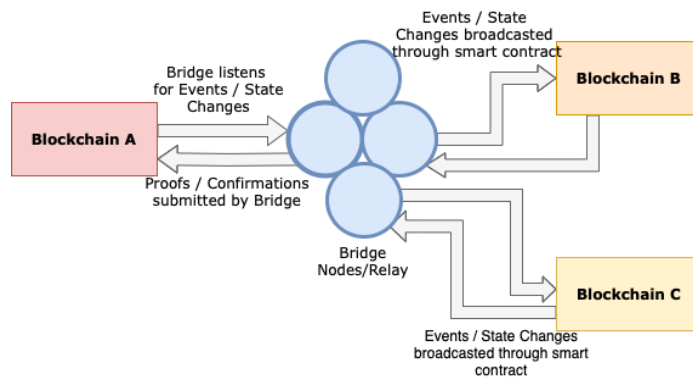 Events / State
Changes broadcasted
through smart contract
Blockchain B
Bridge listens
for Events / State
Changes
Blockchain A
Proofs / Confirmations
submitted by Bridge
Bridge
Nodes/Relay
Blockchain C
Events / State Changes
broadcasted through smart
contract